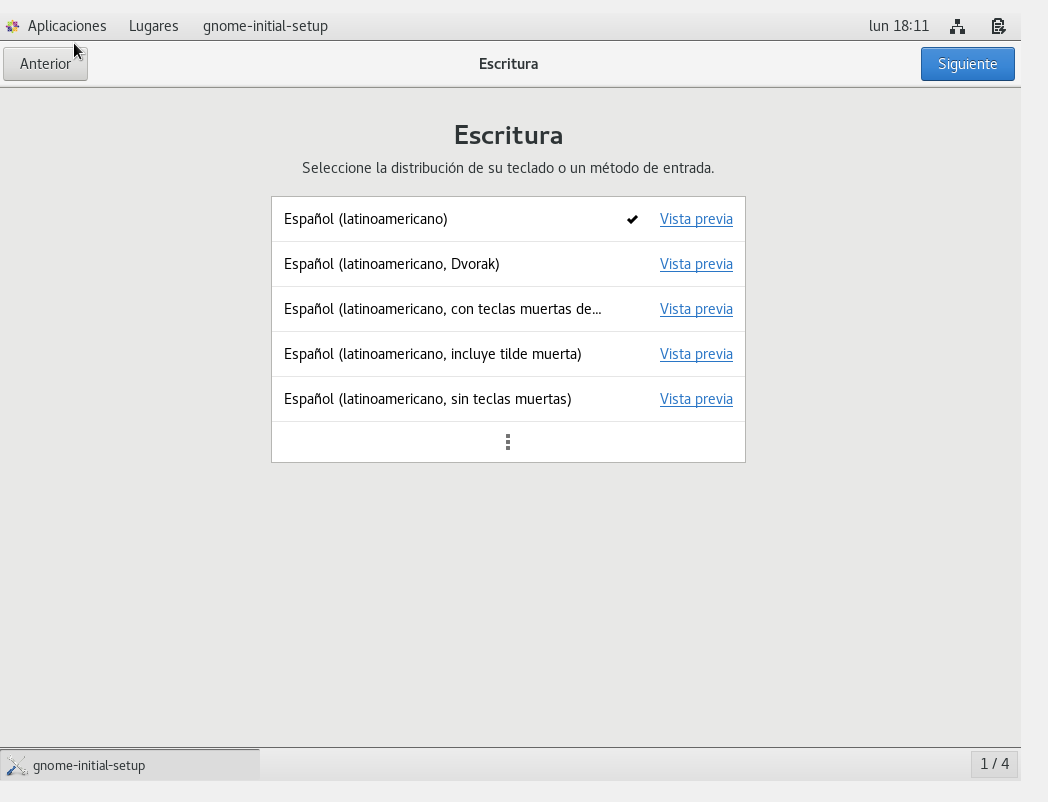 Aplicaciones Lugares gnome-initial-setup lun 18:11
Anterior Escritura Siguiente
Escritura
Seleccione la distribución de su teclado o un método de entrada.
Español (latinoamericano) Vista previa
Español (latinoamericano, Dvorak) Vista previa
Español (latinoamericano, con teclas muertas de... Vista previa
Español (latinoamericano, incluye tilde muerta) Vista previa
Español (latinoamericano, sin teclas muertas) Vista previa
gnome-initial-setup 1 / 4